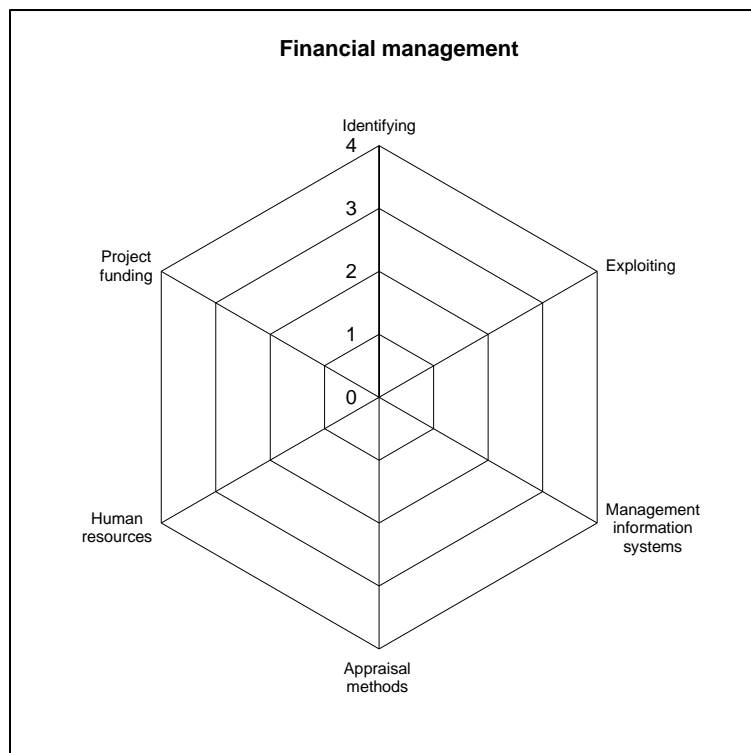 Financial management
Identifying
4
3
2
1
0
Exploiting
Management
information
systems
Appraisal
methods
Human
resources
Project
funding